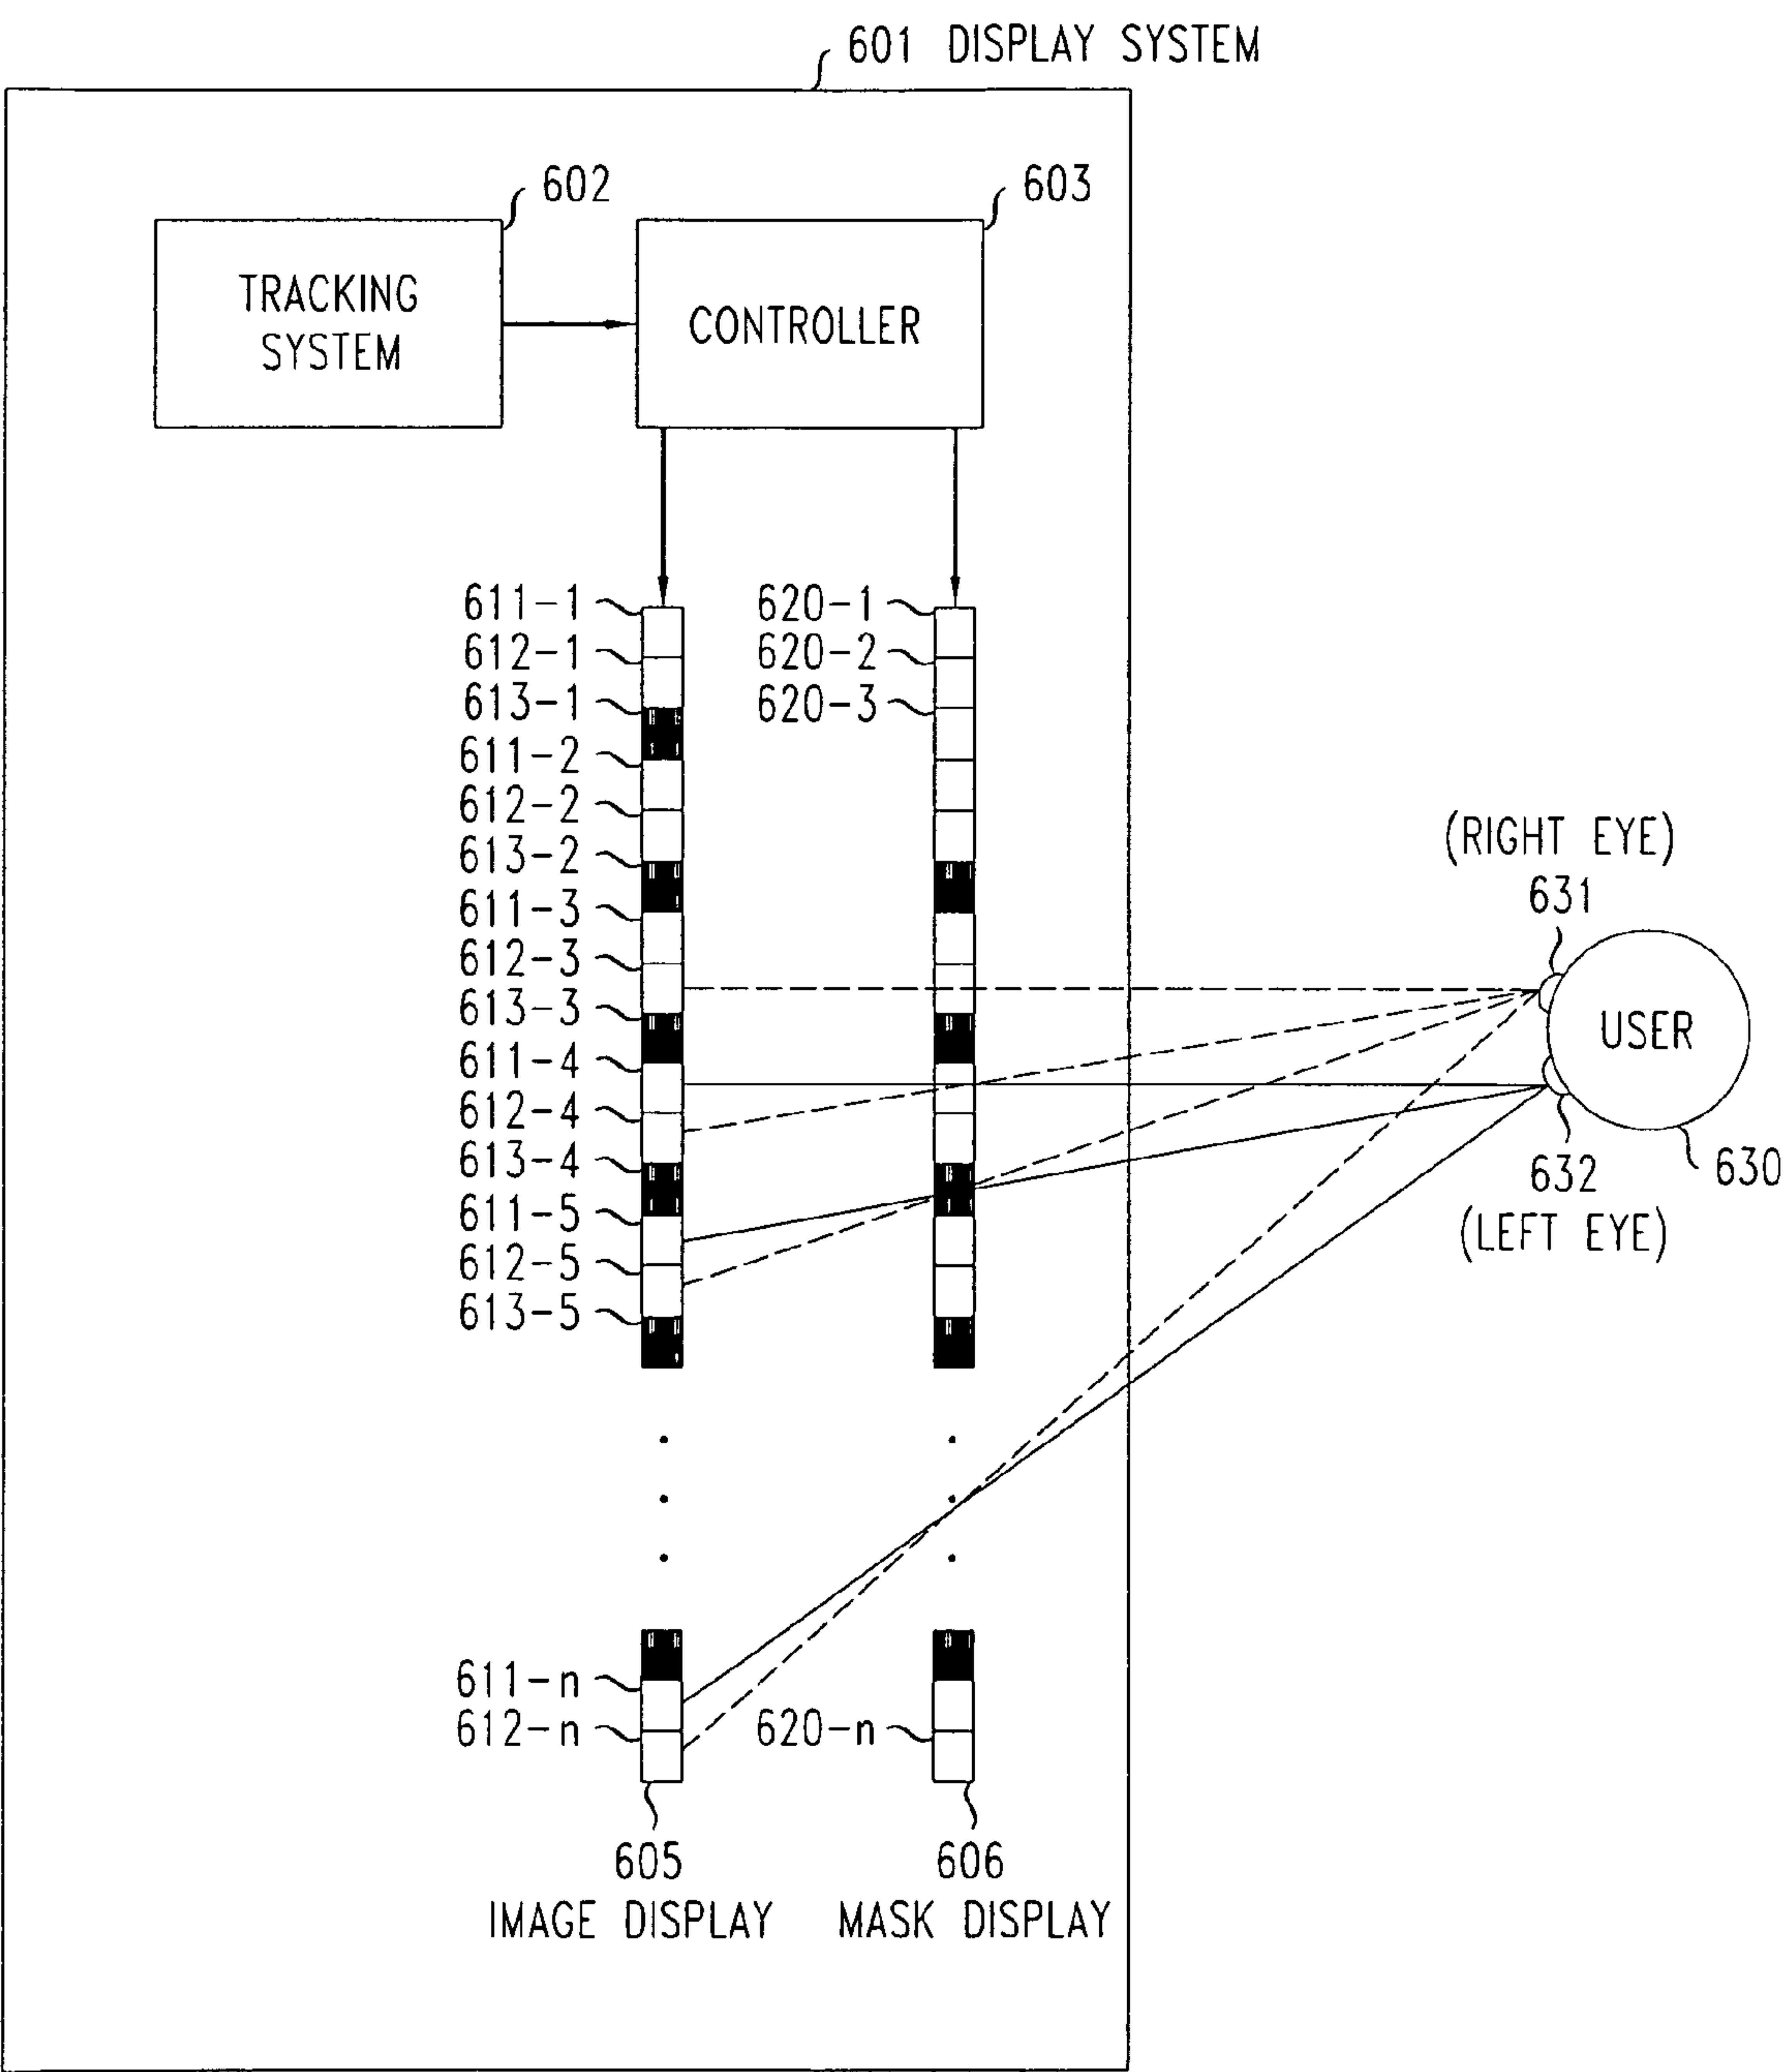 601 DISPLAY SYSTEM
602
603
TRACKING
SYSTEM
CONTROLLER
611-1
612-1
613-1
611-2
612-2
613-2
611-3
612-3
613-3
611-4
612-4
613-4
611-5
612-5
613-5
611-n
612-n
620-1
620-2
620-3
620-n
(RIGHT EYE)
631
USER
630
632
(LEFT EYE)
605
IMAGE DISPLAY
606
MASK DISPLAY